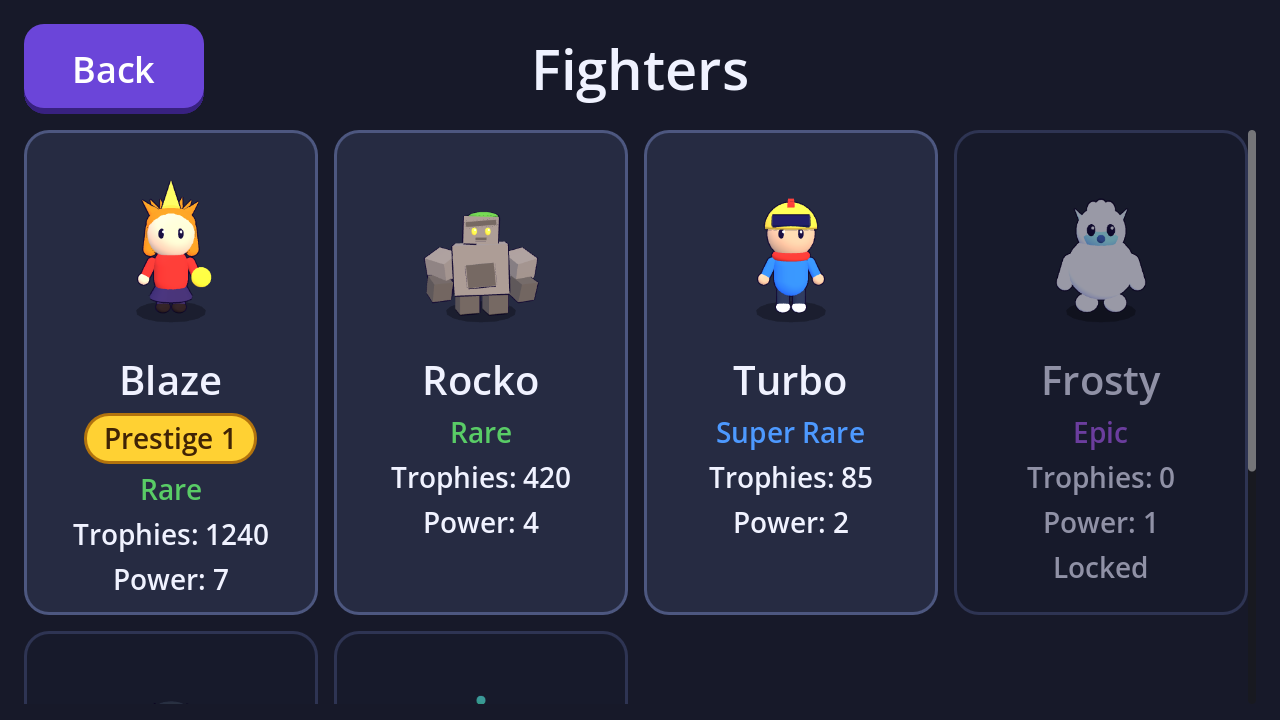 Back
Fighters
Blaze
Prestige 1
Rare
Trophies: 1240
Power: 7
Rocko
Rare
Trophies: 420
Power: 4
Turbo
Super Rare
Trophies: 85
Power: 2
Frosty
Epic
Trophies: 0
Power: 1
Locked